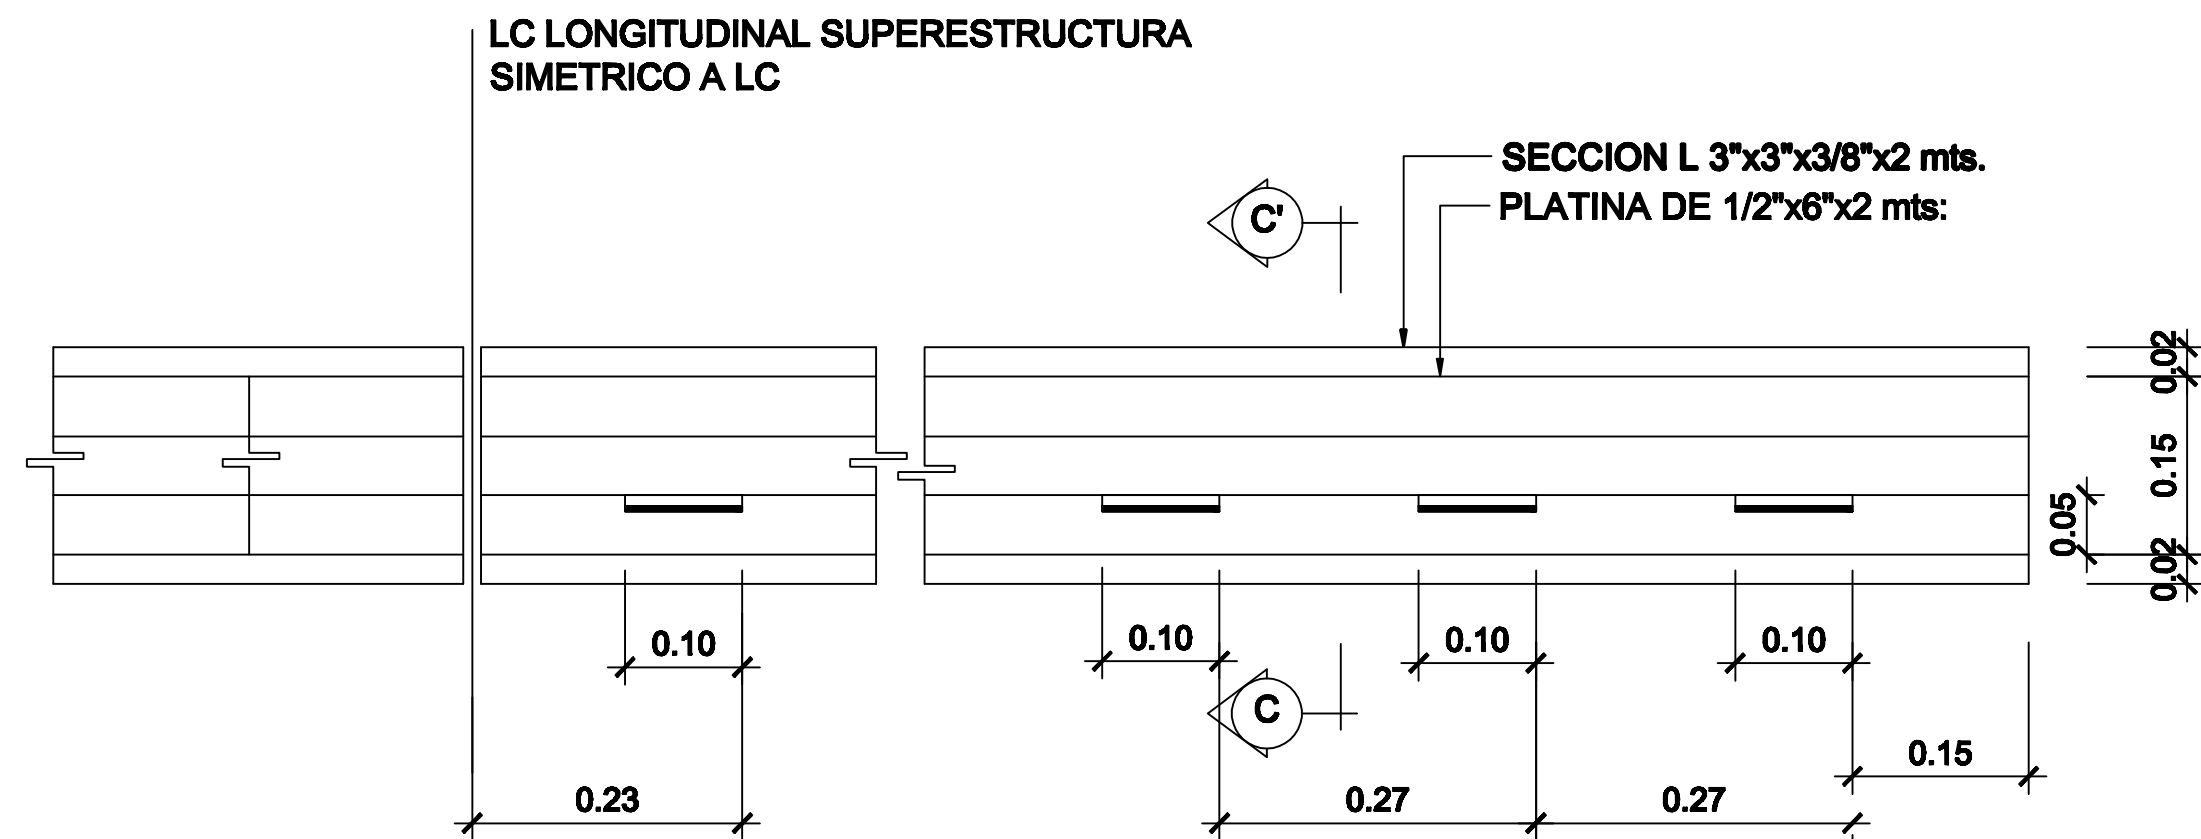 LC LONGITUDINAL SUPERESTRUCTURA
SIMETRICO A LC
SECCION L 3"x3"x3/8"x2 mts.
PLATINA DE 1/2"x6"x2 mts:
C'
0.02
0.15
0.05
0.02
0.10
0.10
0.10
0.10
C
0.15
0.23
0.27
0.27